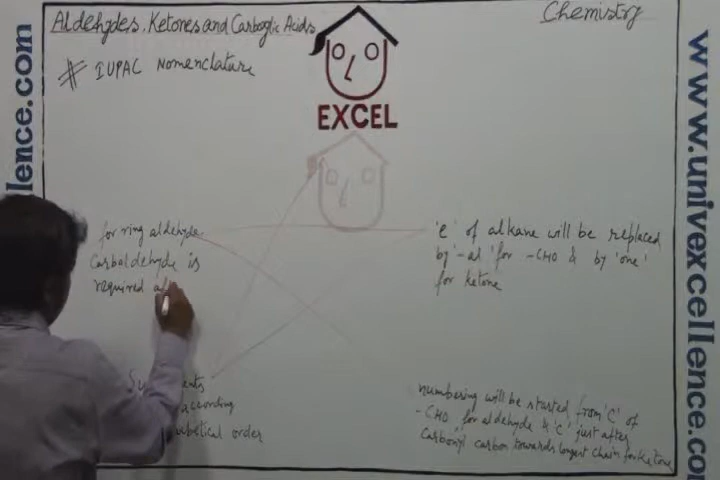 Aldehydes, Ketones and Carboxylic Acids.
Chemistry
# IUPAC Nomenclature
EXCEL
for ring aldehyde
Carbaldehyde is
required
'e' of alkane will be replaced
by '-al' for -CHO & by 'one'
for ketone
according
order
numbering will be started from 'C' of
-CHO for aldehyde & 'C' just after
Carbonyl carbon towards longest chain for ketone
llence.com
www.univexcellence.com